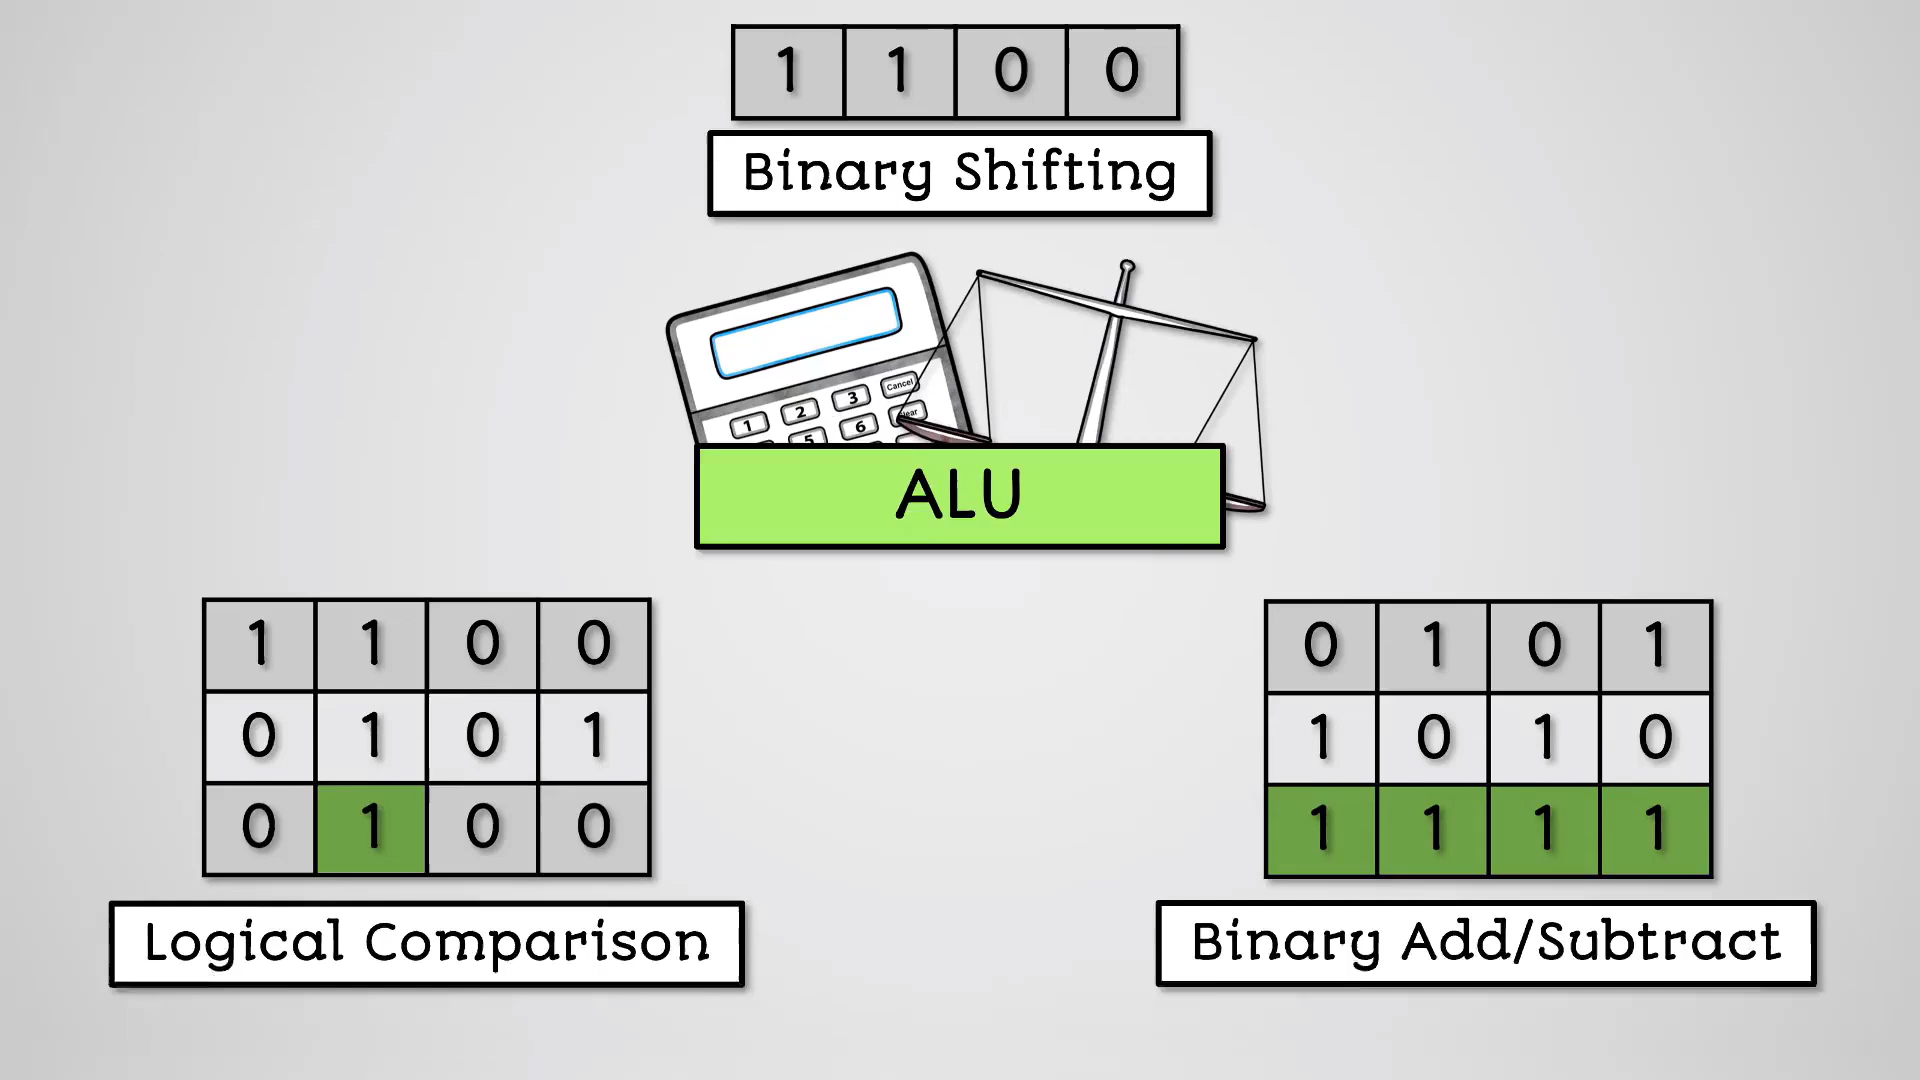 1 1 0 0
Binary Shifting
1 2 3 Cancel
5 6
ALU
1 1 0 0
0 1 0 1
0 1 0 0
Logical Comparison
0 1 0 1
1 0 1 0
1 1 1 1
Binary Add/Subtract